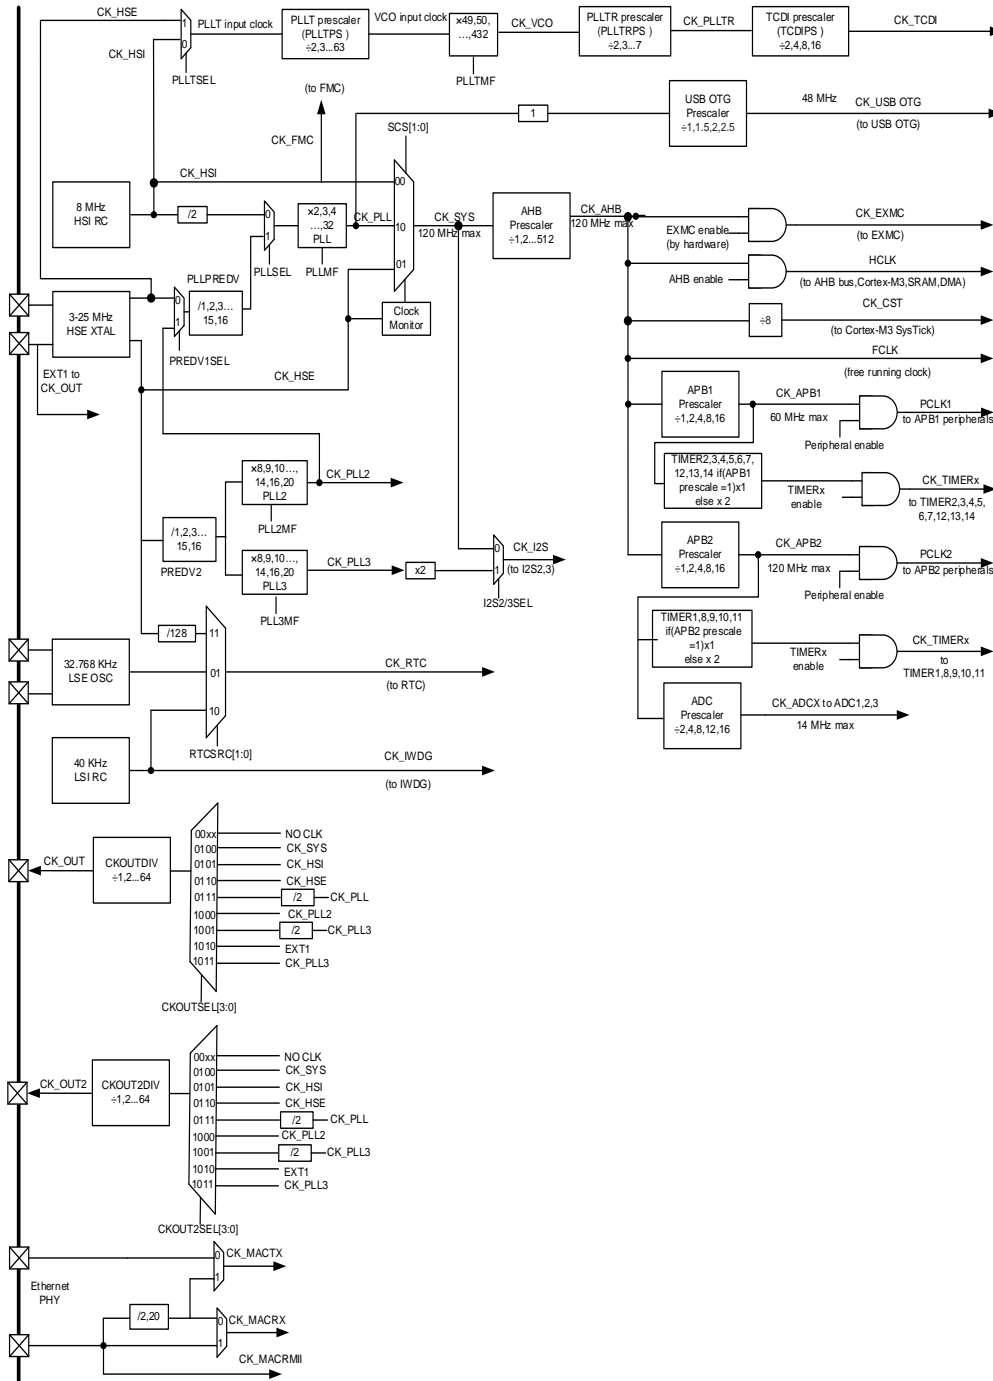 CK_HSE
CK_HSI
1
0
PLLTSEL
PLLT input clock
PLLT prescaler
(PLLTPS )
÷2,3...63
VCO input clock
×49,50,
...,432
PLLTMF
CK_VCO
PLLTR prescaler
(PLLTRPS )
÷2,3...7
CK_PLLTR
TCDI prescaler
(TCDIPS )
÷2,4,8,16
CK_TCDI
(to FMC)
CK_FMC
SCS[1:0]
1
USB OTG
Prescaler
÷1,1.5,2,2.5
48 MHz
CK_USB OTG
(to USB OTG)
CK_HSI
8 MHz
HSI RC
/2
0
1
PLLSEL
×2,3,4
...,32
PLL
PLLMF
CK_PLL
00
10
01
CK_SYS
120 MHz max
AHB
Prescaler
÷1,2...512
CK_AHB
120 MHz max
EXMC enable
(by hardware)
CK_EXMC
(to EXMC)
AHB enable
HCLK
(to AHB bus,Cortex-M3,SRAM,DMA)
÷8
CK_CST
(to Cortex-M3 SysTick)
FCLK
(free running clock)
3-25 MHz
HSE XTAL
EXT1 to
CK_OUT
PLLPREDV
0
1
/1,2,3...
15,16
PREDV1SEL
Clock
Monitor
CK_HSE
APB1
Prescaler
÷1,2,4,8,16
CK_APB1
60 MHz max
Peripheral enable
PCLK1
to APB1 peripherals
TIMER2,3,4,5,6,7,
12,13,14 if(APB1
prescale =1)x1
else x 2
TIMERx
enable
CK_TIMERx
to TIMER2,3,4,5,
6,7,12,13,14
×8,9,10...,
14,16,20
PLL2
PLL2MF
CK_PLL2
/1,2,3...
15,16
PREDV2
×8,9,10...,
14,16,20
PLL3
PLL3MF
CK_PLL3
x2
0
1
I2S2/3SEL
CK_I2S
(to I2S2,3)
APB2
Prescaler
÷1,2,4,8,16
CK_APB2
120 MHz max
Peripheral enable
PCLK2
to APB2 peripherals
TIMER1,8,9,10,11
if(APB2 prescale
=1)x1
else x 2
TIMERx
enable
CK_TIMERx
to
TIMER1,8,9,10,11
ADC
Prescaler
÷2,4,8,12,16
CK_ADCX to ADC1,2,3
14 MHz max
/128
11
01
10
RTCSRC[1:0]
32.768 KHz
LSE OSC
CK_RTC
(to RTC)
40 KHz
LSI RC
CK_IWDG
(to IWDG)
CK_OUT
CKOUTDIV
÷1,2...64
00xx
NO CLK
0100
CK_SYS
0101
CK_HSI
0110
CK_HSE
0111
/2
CK_PLL
1000
CK_PLL2
1001
/2
CK_PLL3
1010
EXT1
1011
CK_PLL3
CKOUTSEL[3:0]
CK_OUT2
CKOUT2DIV
÷1,2...64
00xx
NO CLK
0100
CK_SYS
0101
CK_HSI
0110
CK_HSE
0111
/2
CK_PLL
1000
CK_PLL2
1001
/2
CK_PLL3
1010
EXT1
1011
CK_PLL3
CKOUT2SEL[3:0]
Ethernet
PHY
0
1
CK_MACTX
/2,20
0
1
CK_MACRX
CK_MACRMII